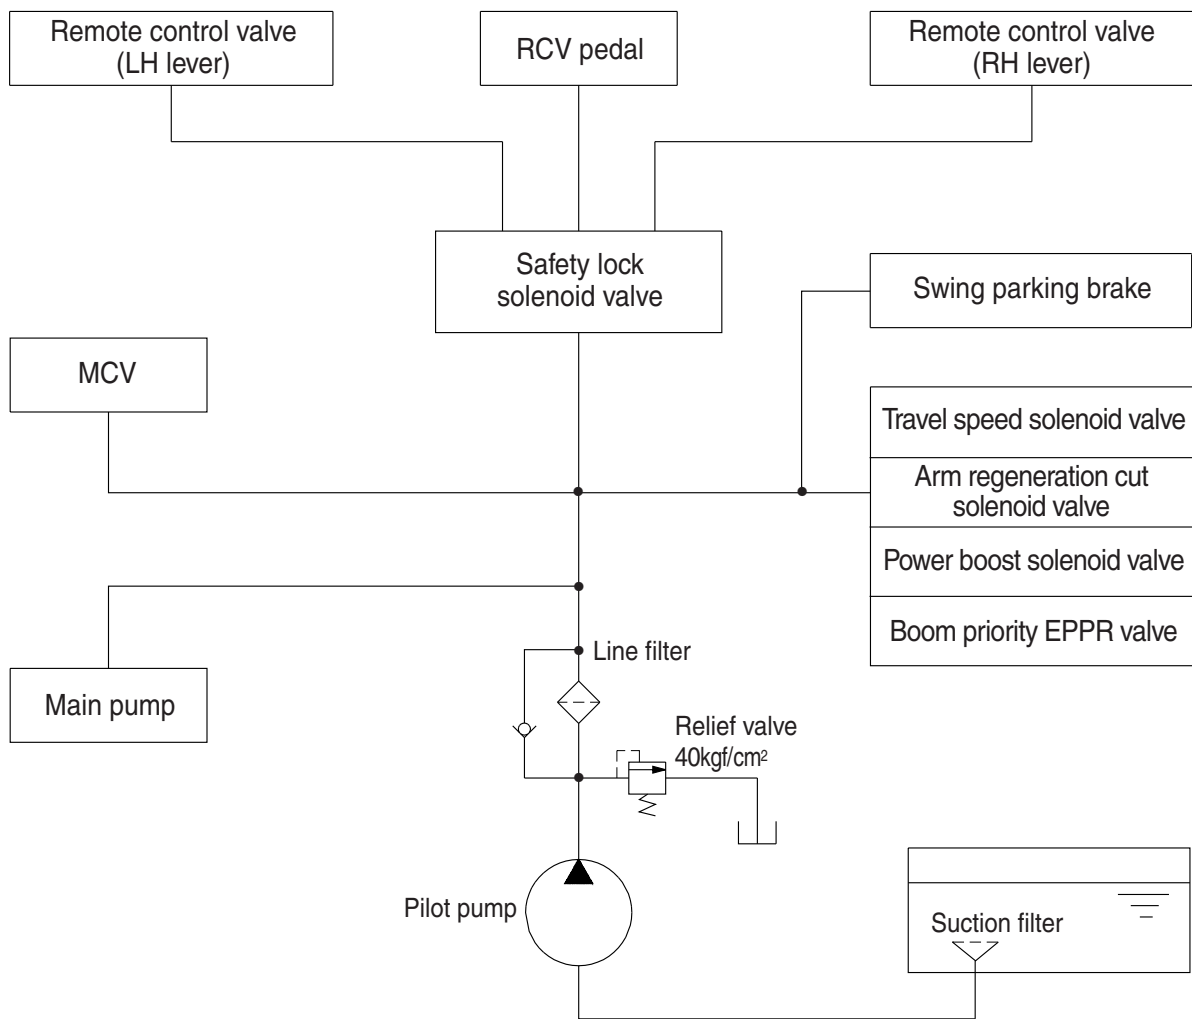 Remote control valve
(LH lever)
RCV pedal
Remote control valve
(RH lever)
Safety lock
solenoid valve
Swing parking brake
MCV
Travel speed solenoid valve
Arm regeneration cut
solenoid valve
Power boost solenoid valve
Boom priority EPPR valve
Line filter
Main pump
Relief valve
40kgf/cm²
Pilot pump
Suction filter